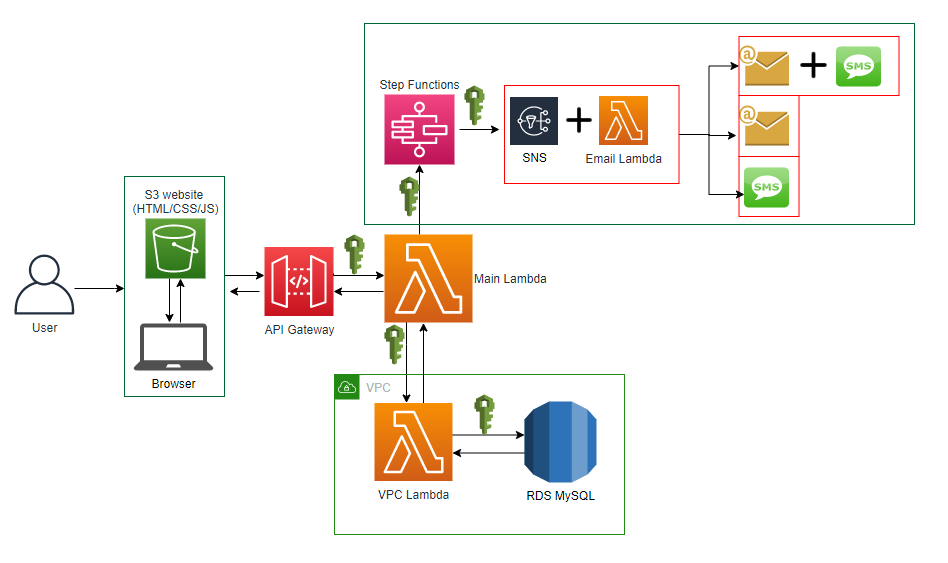 Step Functions
@
SMS
SNS
Email Lambda
@
SMS
S3 website
(HTML/CSS/JS)
</>
Main Lambda
User
API Gateway
Browser
VPC
VPC Lambda
RDS MySQL